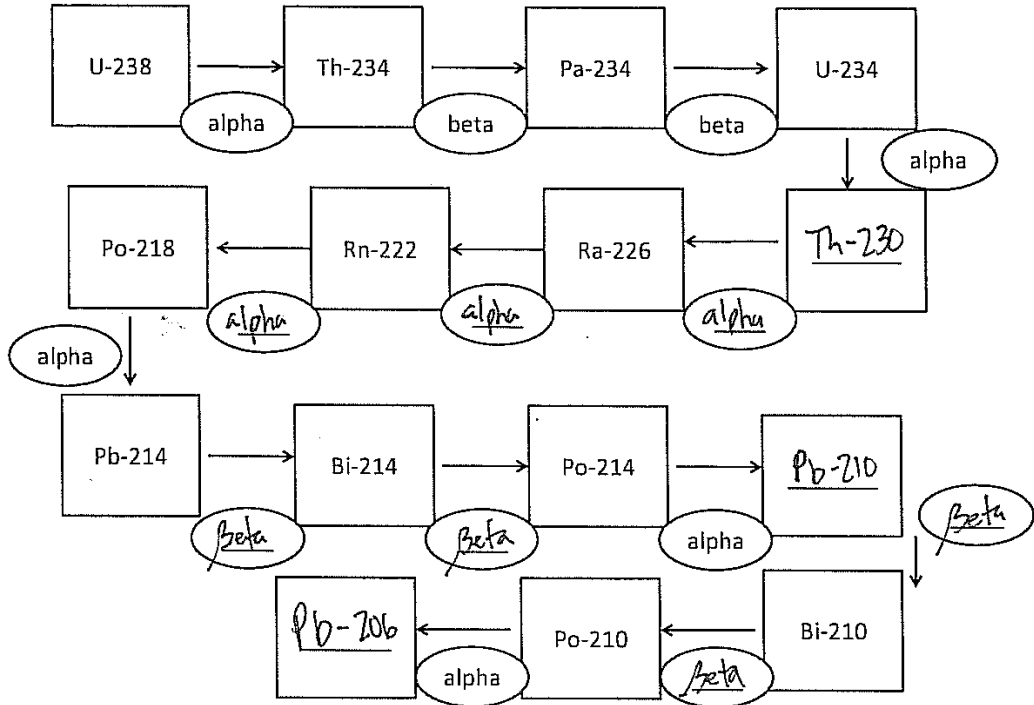 U-238
Th-234
Pa-234
U-234
alpha
beta
beta
alpha
Po-218
Rn-222
Ra-226
Th-230
alpha
alpha
alpha
alpha
Pb-214
Bi-214
Po-214
Pb-210
Beta
Beta
alpha
Beta
Pb-206
Po-210
Bi-210
alpha
Beta